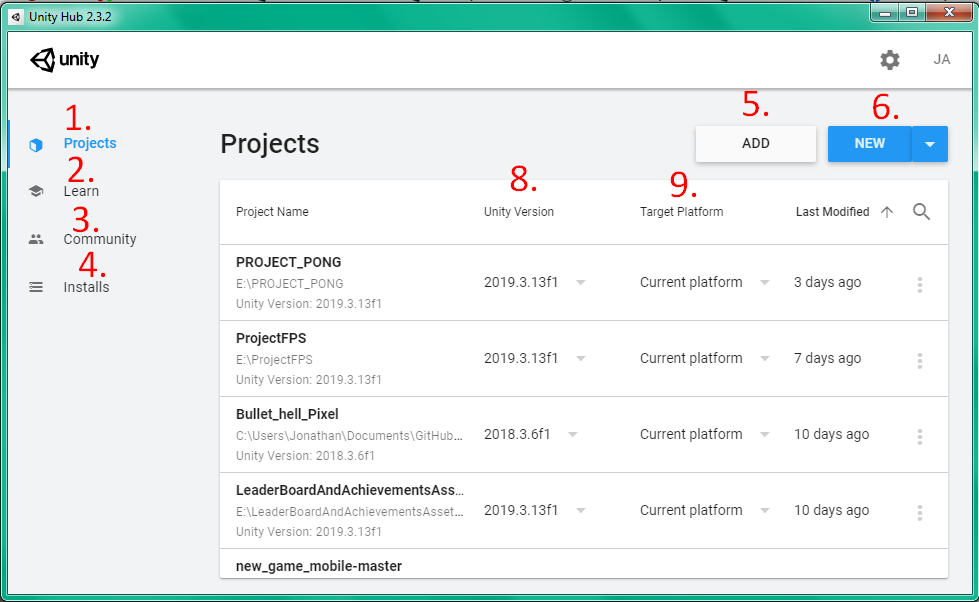 Unity Hub 2.3.2
unity
JA
1.
Projects
2.
Learn
3.
Community
4.
Installs
Projects
5.
ADD
6.
NEW
8.
9.
Project Name Unity Version Target Platform Last Modified
PROJECT_PONG
E:\PROJECT_PONG
Unity Version: 2019.3.13f1
2019.3.13f1 Current platform 3 days ago
ProjectFPS
E:\ProjectFPS
Unity Version: 2019.3.13f1
2019.3.13f1 Current platform 7 days ago
Bullet_hell_Pixel
C:\Users\Jonathan\Documents\GitHub...
Unity Version: 2018.3.6f1
2018.3.6f1 Current platform 10 days ago
LeaderBoardAndAchievementsAss...
E:\LeaderBoardAndAchievementsAsset...
Unity Version: 2019.3.13f1
2019.3.13f1 Current platform 10 days ago
new_game_mobile-master